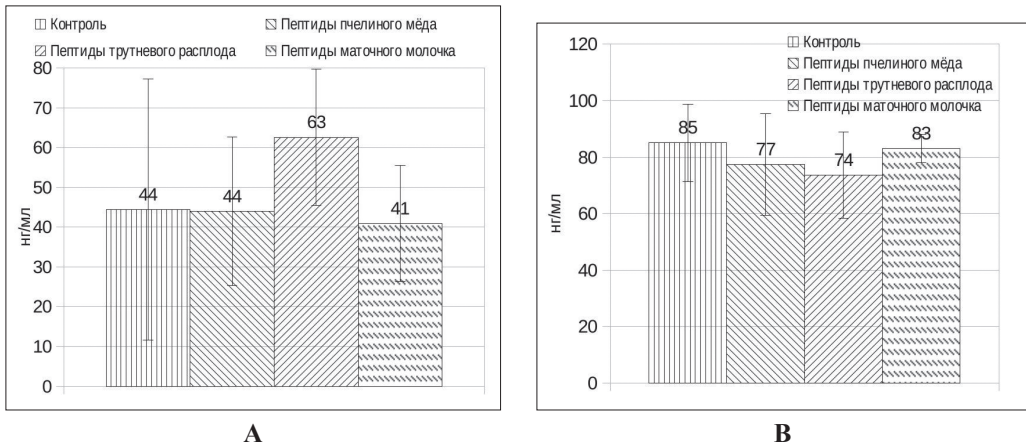 Контроль
Пептиды пчелиного мёда
Пептиды трутневого расплода
Пептиды маточного молочка
80
70
60
50
40
30
20
10
0
нг/мл
44
44
63
41
А
120
100
80
60
40
20
0
нг/мл
Контроль
Пептиды пчелиного мёда
Пептиды трутневого расплода
Пептиды маточного молочка
85
77
74
83
В